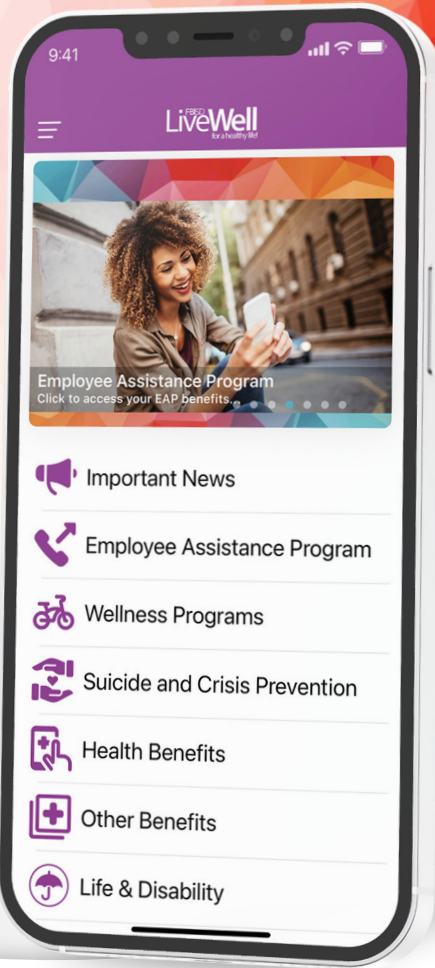 9:41
FBISD
LiveWell
for a healthy life!
Employee Assistance Program
Click to access your EAP benefits...
Important News
Employee Assistance Program
Wellness Programs
Suicide and Crisis Prevention
Health Benefits
Other Benefits
Life & Disability